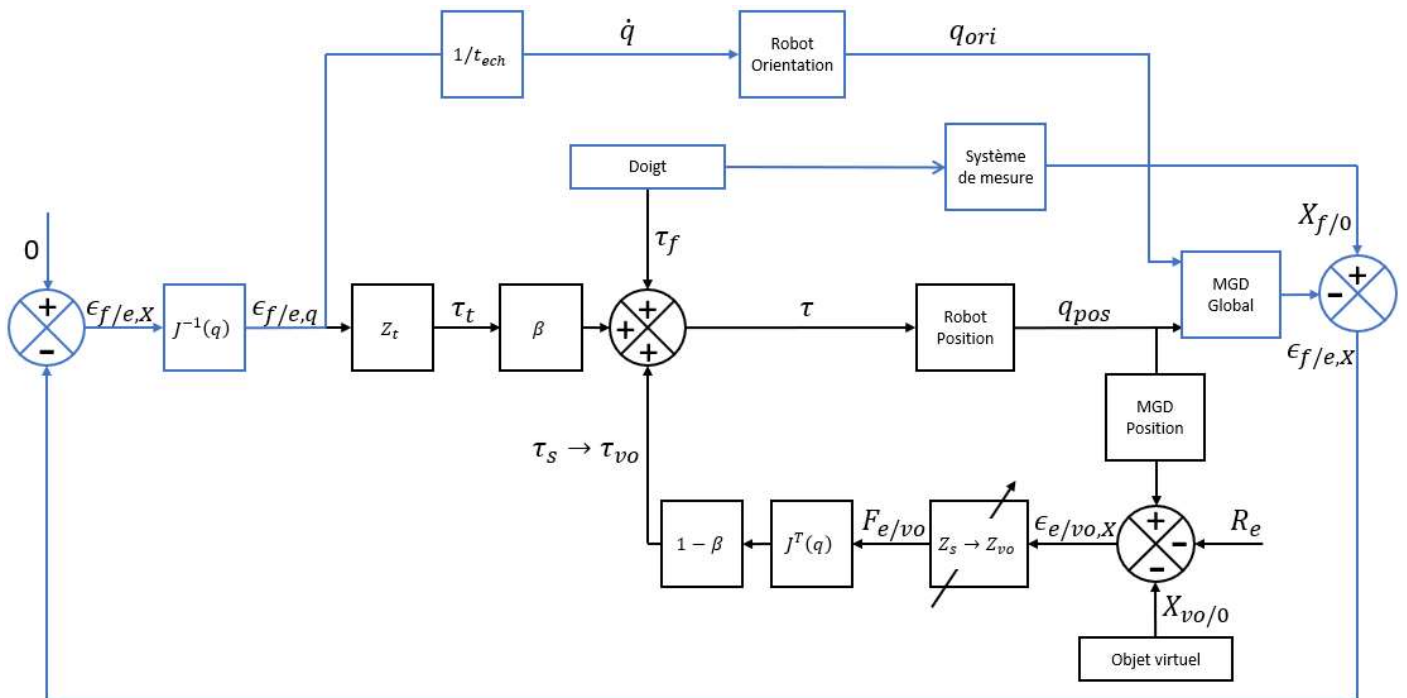 1/t_ech
q̇
Robot
Orientation
q_ori
Doigt
Système
de mesure
τ_f
X_f/0
0
+
−
ϵ_f/e,X
J⁻¹(q)
ϵ_f/e,q
Z_t
τ_t
β
+
+
+
τ
Robot
Position
q_pos
MGD
Global
+
−
ϵ_f/e,X
MGD
Position
τ_s → τ_vo
1 − β
Jᵀ(q)
F_e/vo
Z_s → Z_vo
ϵ_e/vo,X
+
−
−
R_e
X_vo/0
Objet virtuel